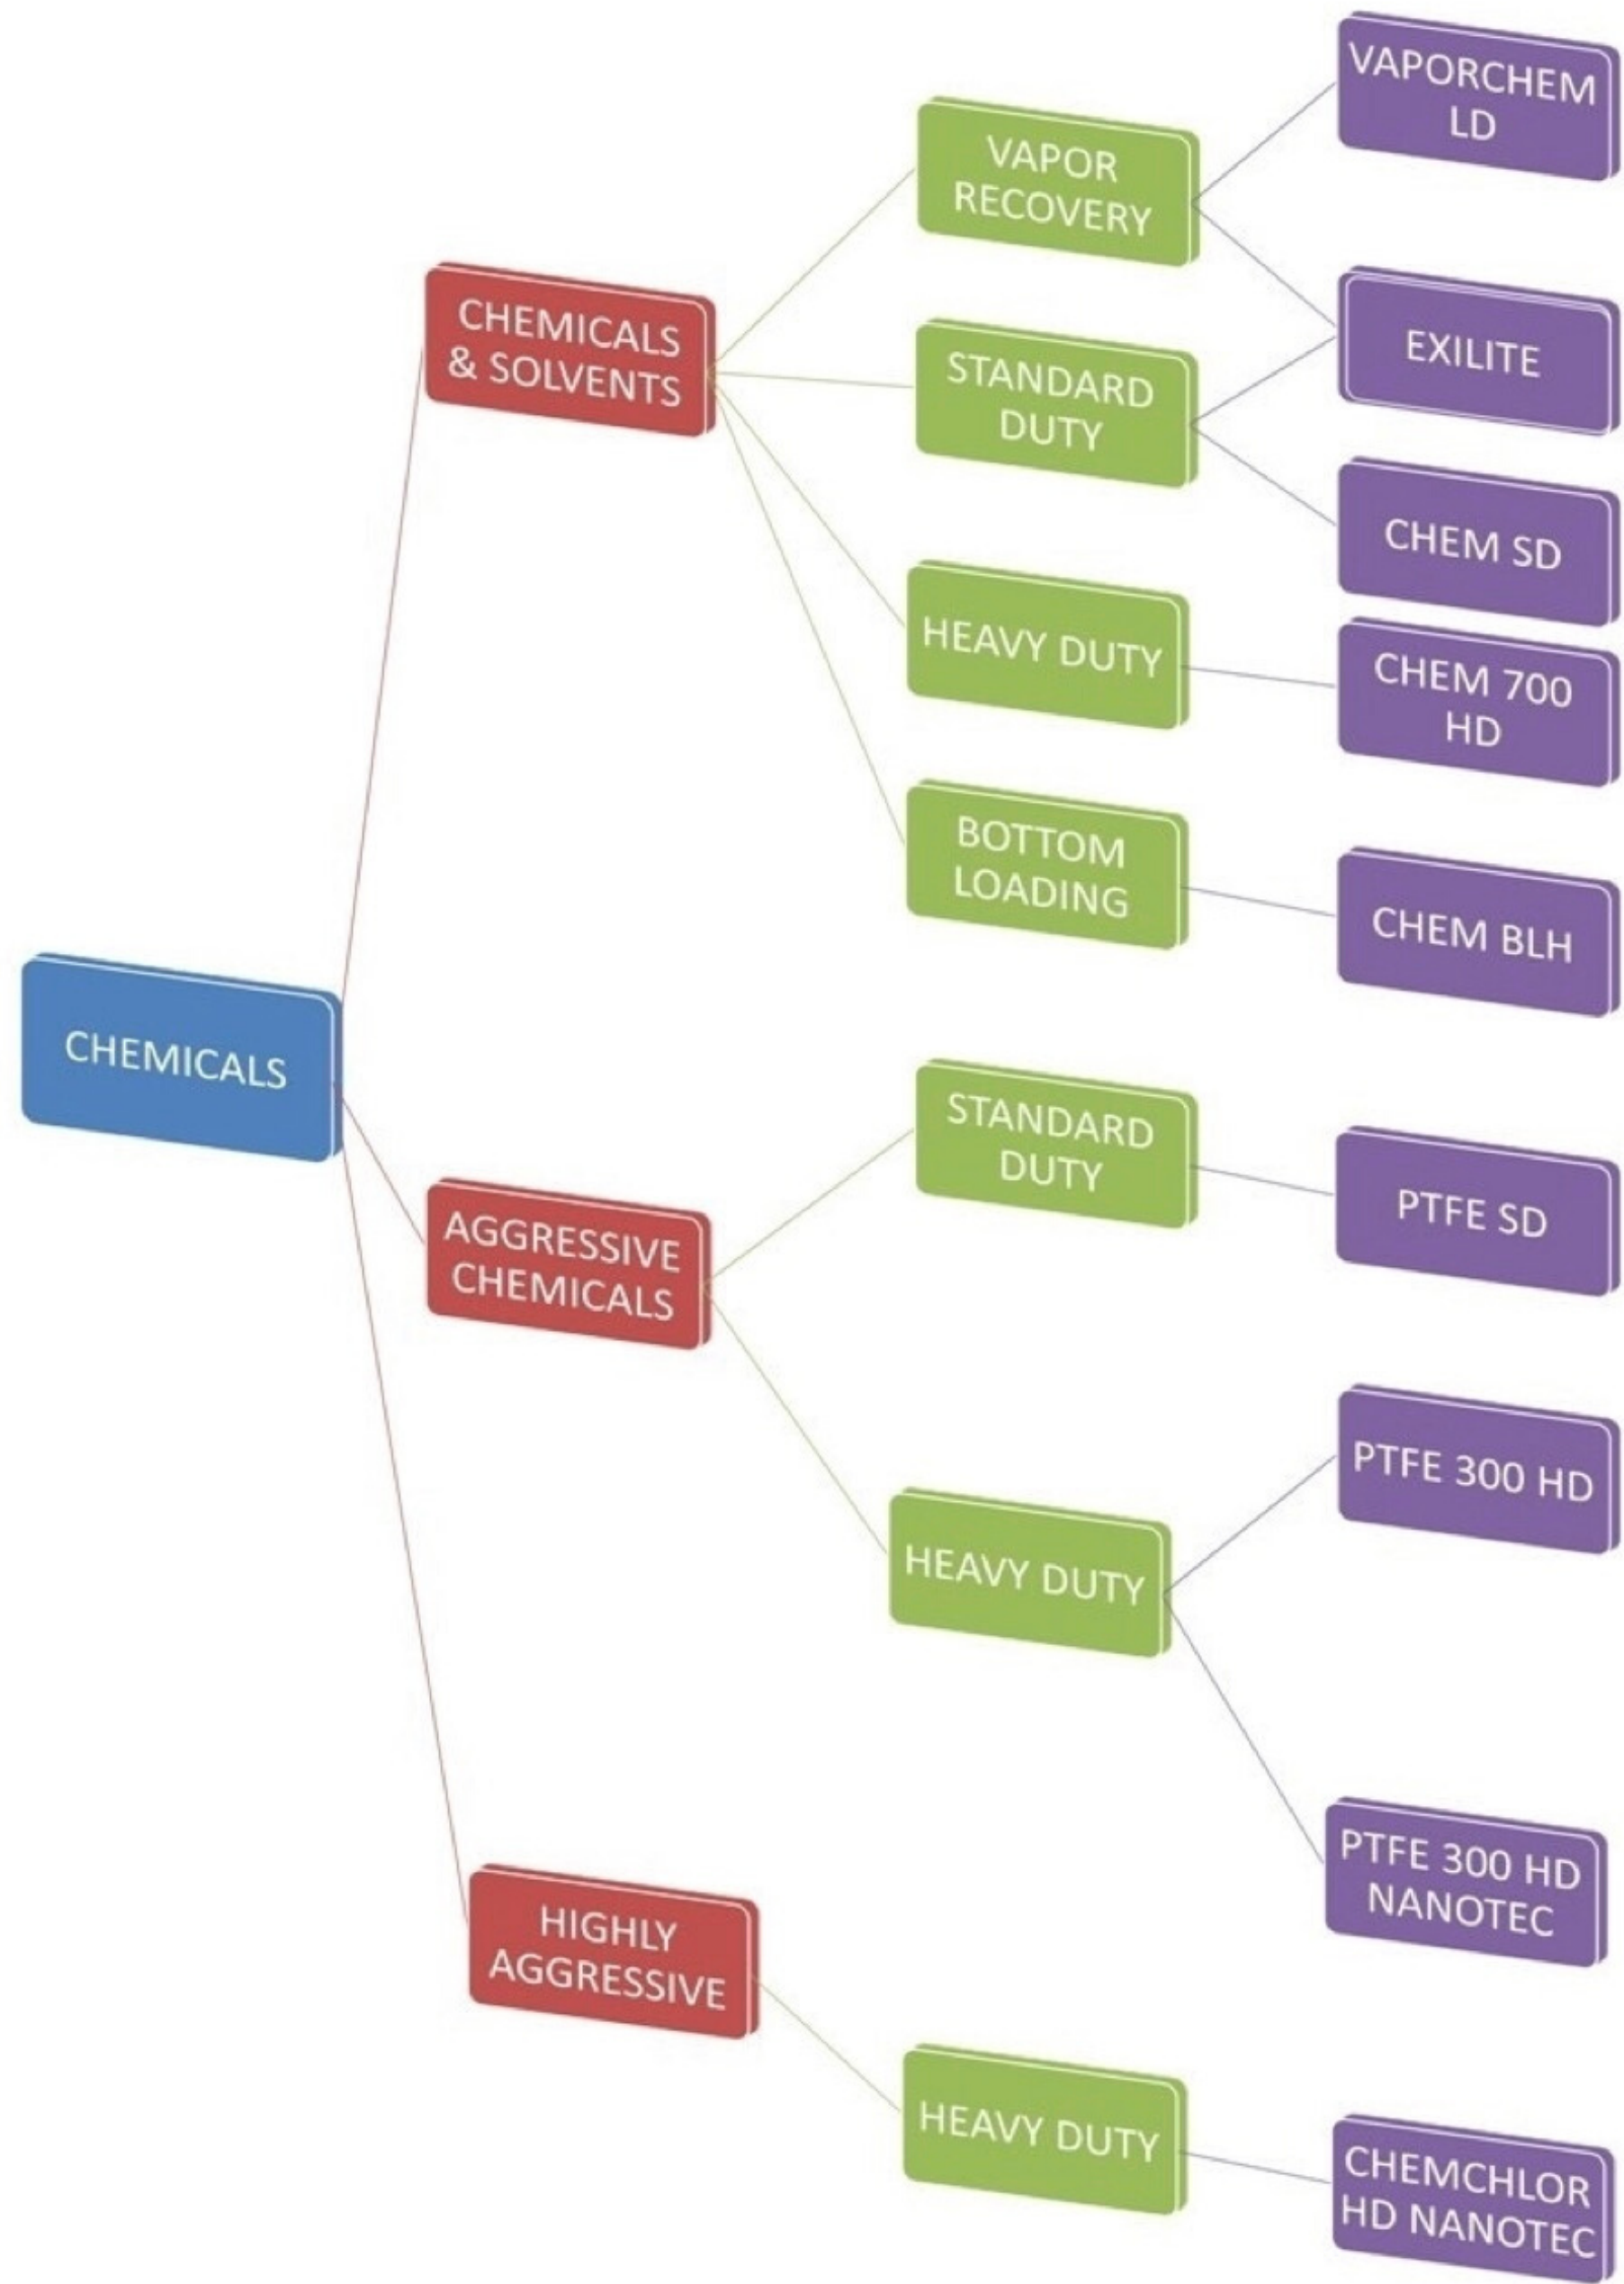 CHEMICALS
CHEMICALS
& SOLVENTS
VAPOR
RECOVERY
VAPORCHEM
LD
EXILITE
STANDARD
DUTY
CHEM SD
HEAVY DUTY
CHEM 700
HD
BOTTOM
LOADING
CHEM BLH
AGGRESSIVE
CHEMICALS
STANDARD
DUTY
PTFE SD
HEAVY DUTY
PTFE 300 HD
PTFE 300 HD
NANOTEC
HIGHLY
AGGRESSIVE
HEAVY DUTY
CHEMCHLOR
HD NANOTEC